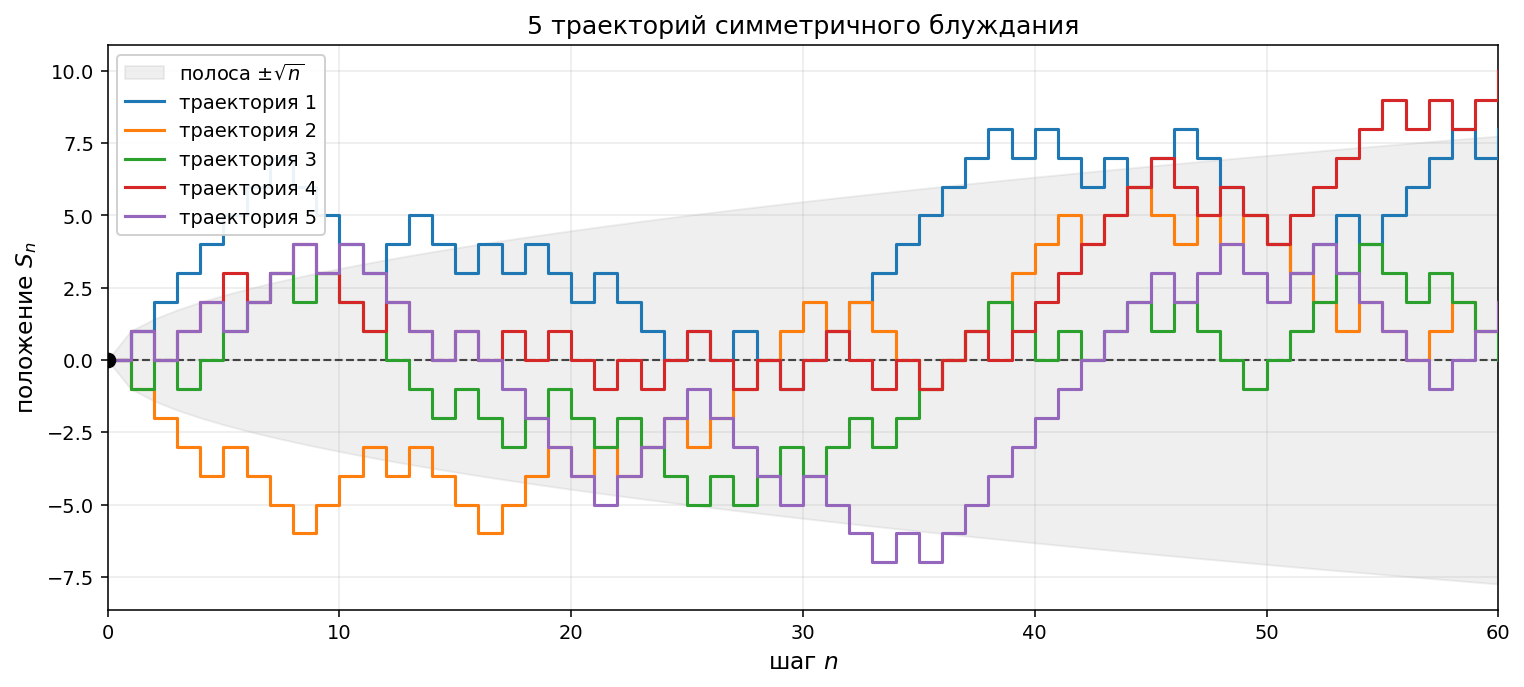 5 траекторий симметричного блуждания
положение Sₙ
10.0
7.5
5.0
2.5
0.0
−2.5
−5.0
−7.5
полоса ±√n
траектория 1
траектория 2
траектория 3
траектория 4
траектория 5
0 10 20 30 40 50 60
шаг n